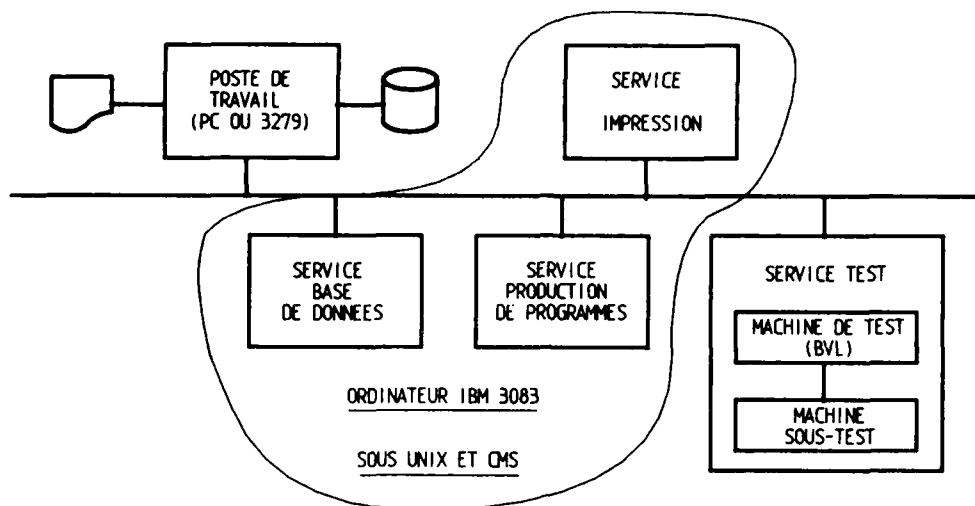 POSTE DE
TRAVAIL
(PC OU 3279)
SERVICE
IMPRESSION
SERVICE
BASE
DE DONNEES
SERVICE
PRODUCTION
DE PROGRAMMES
SERVICE TEST
MACHINE DE TEST
(BVL)
MACHINE
SOUS-TEST
ORDINATEUR IBM 3083
SOUS UNIX ET CMS